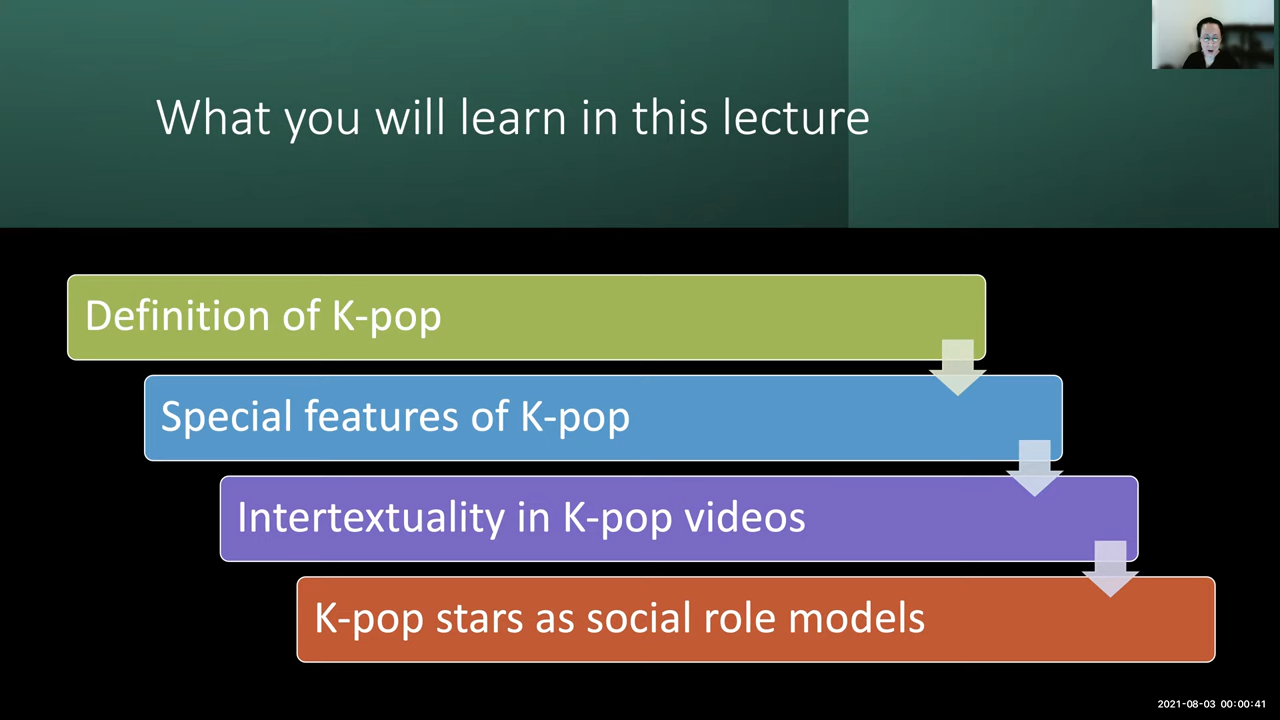 What you will learn in this lecture
Definition of K-pop
Special features of K-pop
Intertextuality in K-pop videos
K-pop stars as social role models
2021-08-03 00:00:41